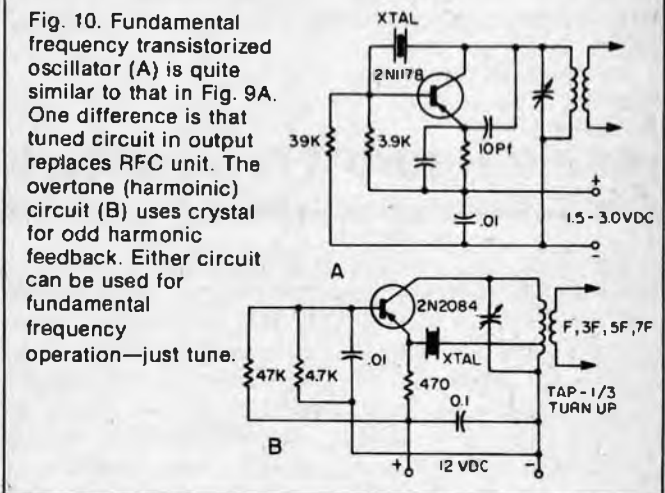 Fig. 10. Fundamental
frequency transistorized
oscillator (A) is quite
similar to that in Fig. 9A.
One difference is that
tuned circuit in output
replaces RFC unit. The
overtone (harmoinic)
circuit (B) uses crystal
for odd harmonic
feedback. Either circuit
can be used for
fundamental
frequency
operation—just tune.
XTAL
2N1178
39K
3.9K
10Pf
+
.01
1.5 - 3.0VDC
-
A
2N2084
F, 3F, 5F, 7F
XTAL
47K
4.7K
.01
470
TAP - 1/3
TURN UP
0.1
B
+
12 VDC
-